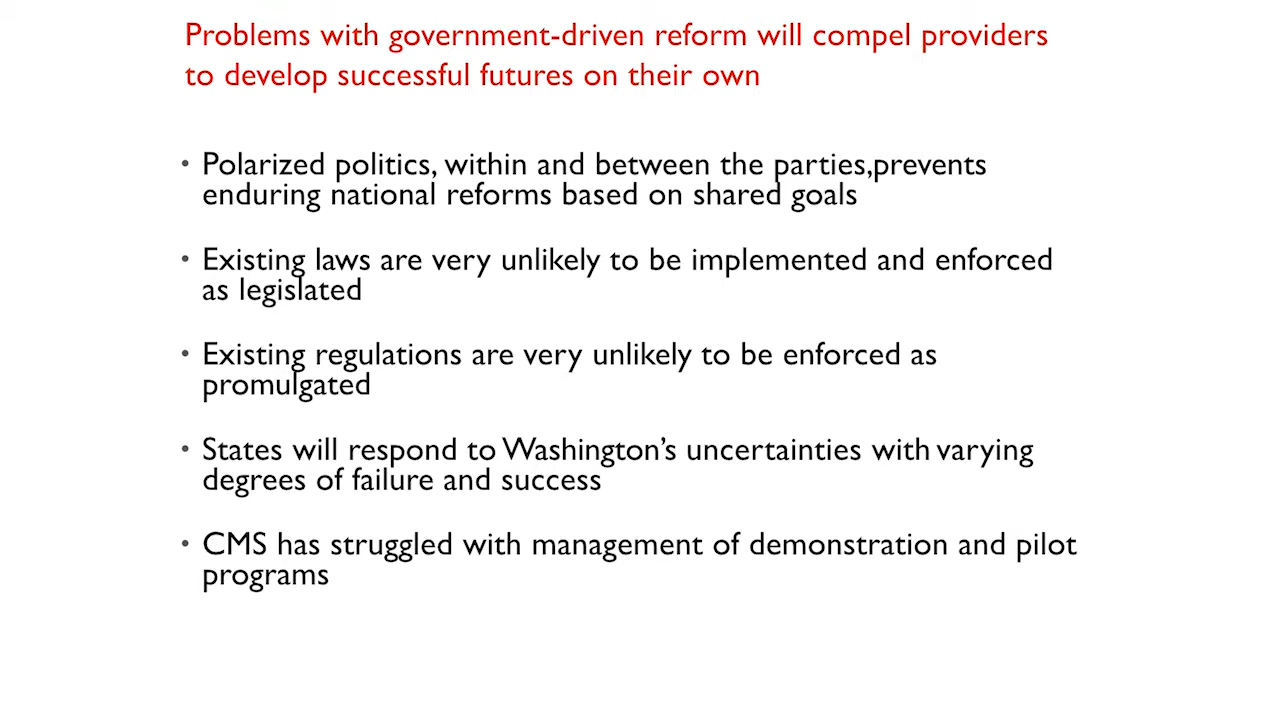 Problems with government-driven reform will compel providers
to develop successful futures on their own
• Polarized politics, within and between the parties,prevents
enduring national reforms based on shared goals
• Existing laws are very unlikely to be implemented and enforced
as legislated
• Existing regulations are very unlikely to be enforced as
promulgated
• States will respond to Washington’s uncertainties with varying
degrees of failure and success
• CMS has struggled with management of demonstration and pilot
programs